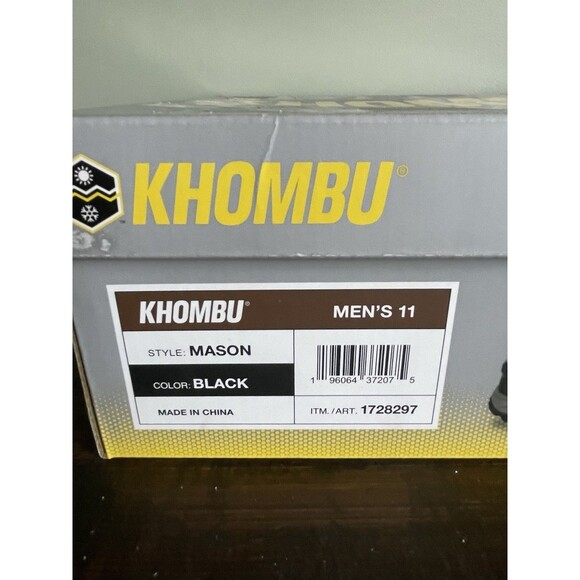 KHOMBU®
KHOMBU® MEN'S 11
STYLE: MASON
COLOR: BLACK
1 96064 37207 5
MADE IN CHINA
ITM. /ART. 1728297